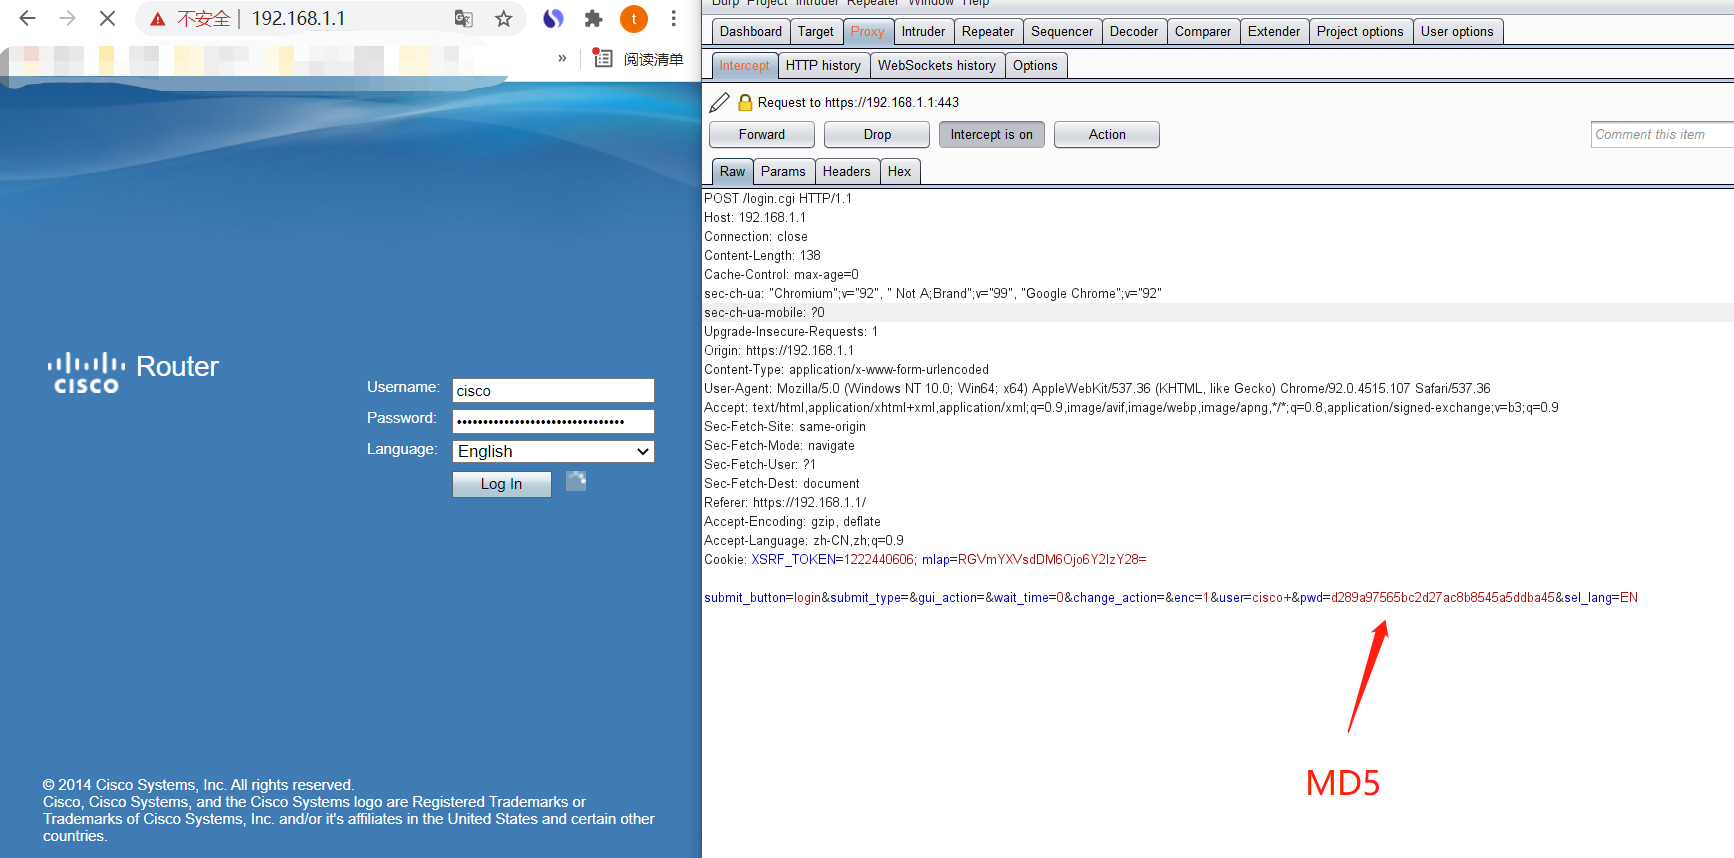 不安全 192.168.1.1
阅读清单
CISCO Router
Username: cisco
Password: ••••••••••••••••••••••••••••••••
Language: English
Log In
© 2014 Cisco Systems, Inc. All rights reserved.
Cisco, Cisco Systems, and the Cisco Systems logo are Registered Trademarks or
Trademarks of Cisco Systems, Inc. and/or it's affiliates in the United States and certain other
countries.
Burp Project Intruder Repeater Window Help
Dashboard Target Proxy Intruder Repeater Sequencer Decoder Comparer Extender Project options User options
Intercept HTTP history WebSockets history Options
Request to https://192.168.1.1:443
Forward Drop Intercept is on Action Comment this item
Raw Params Headers Hex
POST /login.cgi HTTP/1.1
Host: 192.168.1.1
Connection: close
Content-Length: 138
Cache-Control: max-age=0
sec-ch-ua: "Chromium";v="92", " Not A;Brand";v="99", "Google Chrome";v="92"
sec-ch-ua-mobile: ?0
Upgrade-Insecure-Requests: 1
Origin: https://192.168.1.1
Content-Type: application/x-www-form-urlencoded
User-Agent: Mozilla/5.0 (Windows NT 10.0; Win64; x64) AppleWebKit/537.36 (KHTML, like Gecko) Chrome/92.0.4515.107 Safari/537.36
Accept: text/html,application/xhtml+xml,application/xml;q=0.9,image/avif,image/webp,image/apng,*/*;q=0.8,application/signed-exchange;v=b3;q=0.9
Sec-Fetch-Site: same-origin
Sec-Fetch-Mode: navigate
Sec-Fetch-User: ?1
Sec-Fetch-Dest: document
Referer: https://192.168.1.1/
Accept-Encoding: gzip, deflate
Accept-Language: zh-CN,zh;q=0.9
Cookie: XSRF_TOKEN=1222440606; mlap=RGVmYXVsdDM6Ojo6Y2lzY28=
submit_button=login&submit_type=&gui_action=&wait_time=0&change_action=&enc=1&user=cisco+&pwd=d289a97565bc2d27ac8b8545a5ddba45&sel_lang=EN
MD5